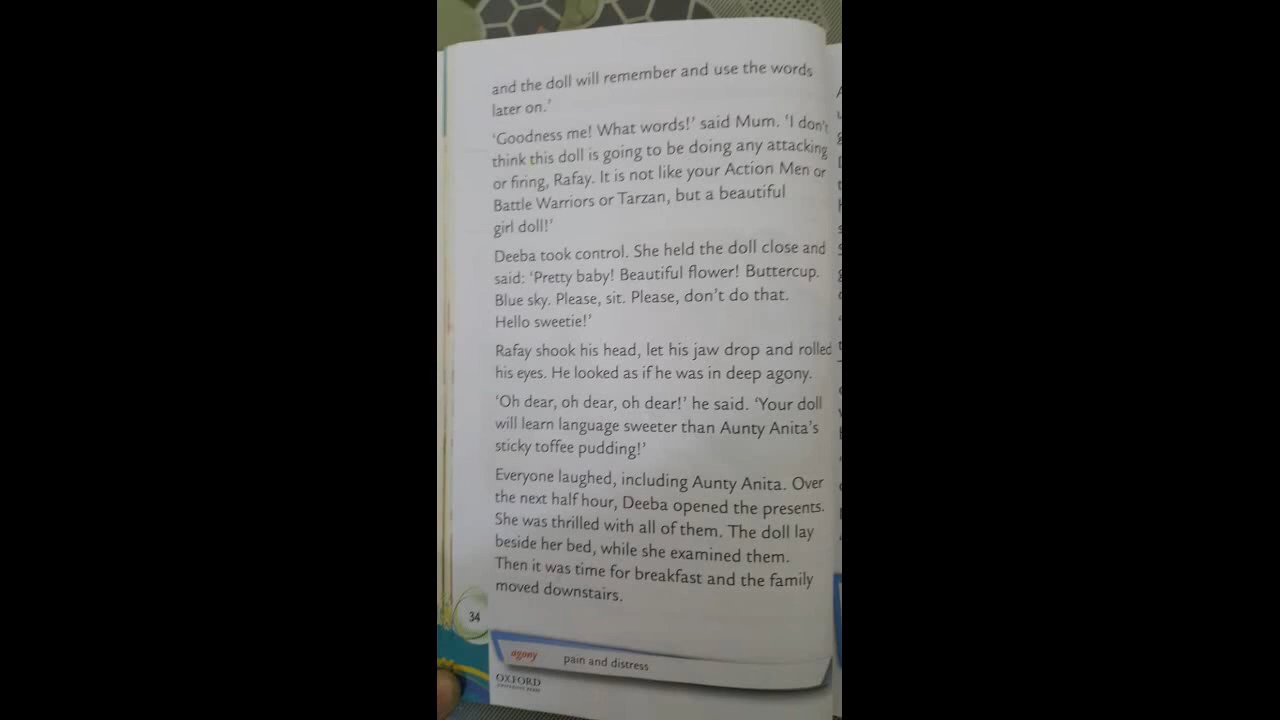 and the doll will remember and use the words
later on.’
‘Goodness me! What words!’ said Mum. ‘I don’t
think this doll is going to be doing any attacking
or firing, Rafay. It is not like your Action Men or
Battle Warriors or Tarzan, but a beautiful
girl doll!’
Deeba took control. She held the doll close and
said: ‘Pretty baby! Beautiful flower! Buttercup.
Blue sky. Please, sit. Please, don’t do that.
Hello sweetie!’
Rafay shook his head, let his jaw drop and rolled
his eyes. He looked as if he was in deep agony.
‘Oh dear, oh dear, oh dear!’ he said. ‘Your doll
will learn language sweeter than Aunty Anita’s
sticky toffee pudding!’
Everyone laughed, including Aunty Anita. Over
the next half hour, Deeba opened the presents.
She was thrilled with all of them. The doll lay
beside her bed, while she examined them.
Then it was time for breakfast and the family
moved downstairs.
34
agony pain and distress
OXFORD
UNIVERSITY PRESS